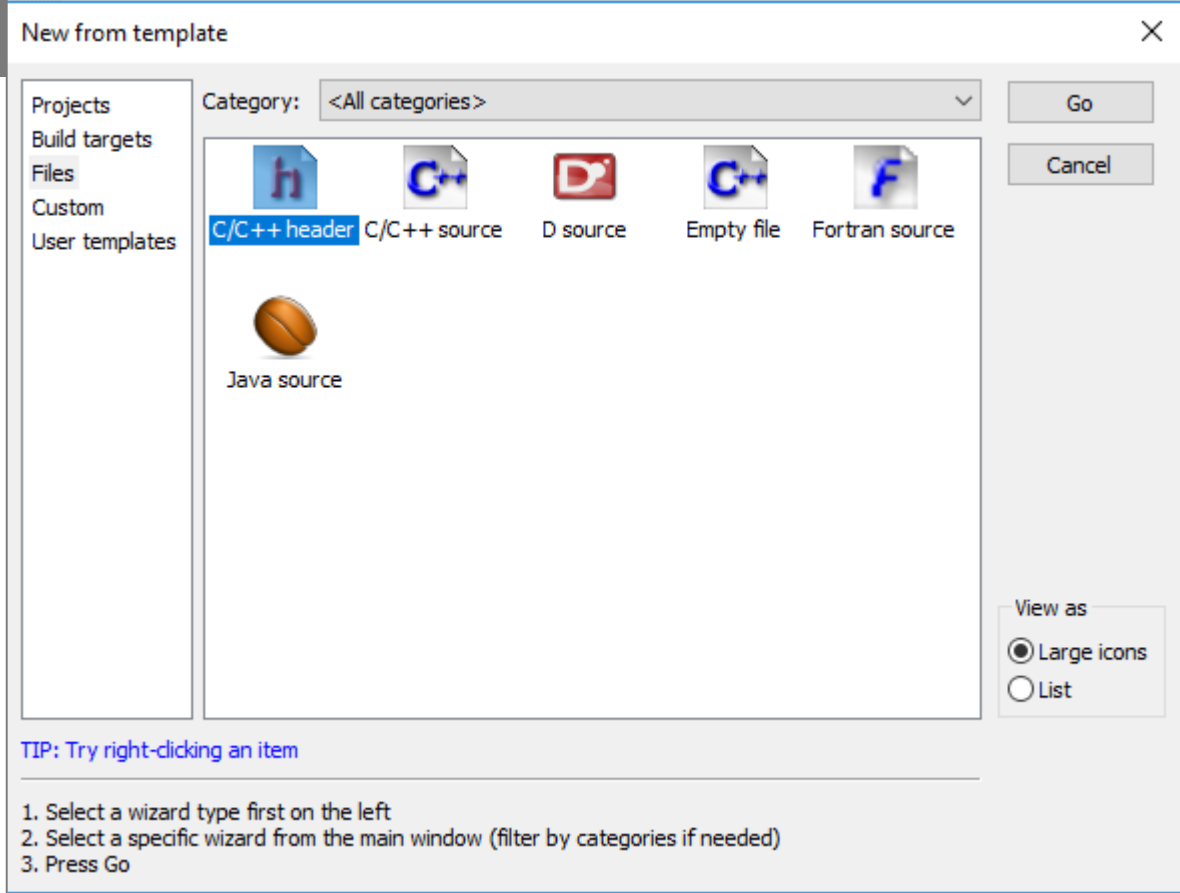 New from template
Projects
Build targets
Files
Custom
User templates
Category:
<All categories>
Go
Cancel
h
C++
D
C++
F
C/C++ header
C/C++ source
D source
Empty file
Fortran source
Java source
View as
Large icons
List
TIP: Try right-clicking an item
1. Select a wizard type first on the left
2. Select a specific wizard from the main window (filter by categories if needed)
3. Press Go